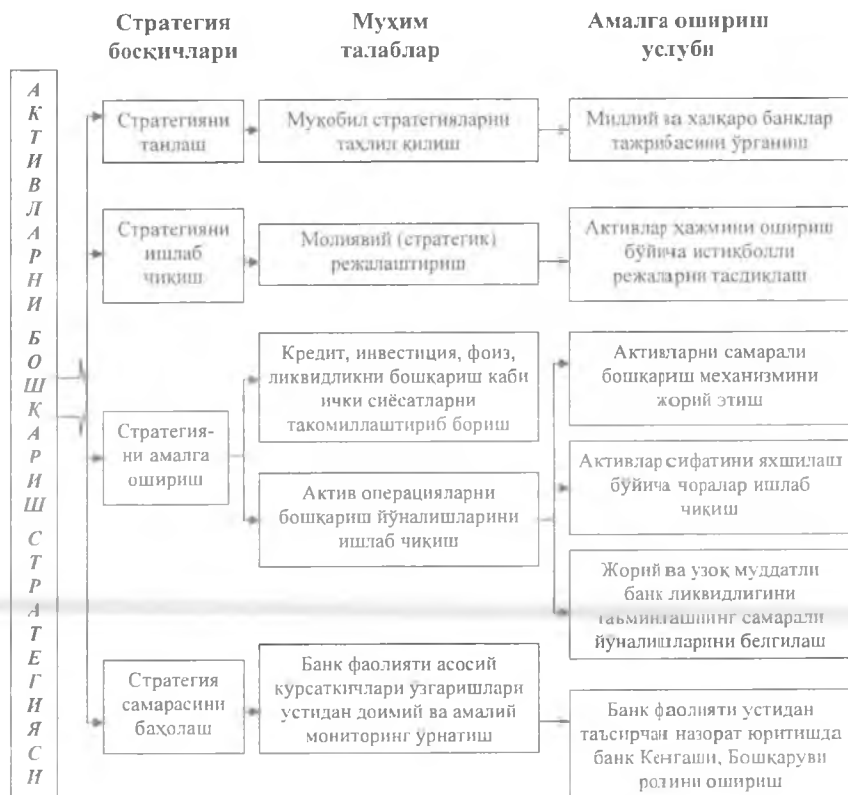 Стратегия
босқичлари
Муҳим
талаблар
Амалга ошириш
услуби
АКТИВЛАРНИ БОШҚАРИШ СТРАТЕГИЯСИ
Стратегияни
танлаш
Муқобил стратегияларни
таҳлил қилиш
Миллий ва халқаро банклар
тажрибасини ўрганиш
Стратегияни
ишлаб
чиқиш
Молиявий (стратегик)
режалаштириш
Активлар ҳажмини ошириш
бўйича истиқболли
режаларни тасдиқлаш
Стратегия-
ни амалга
ошириш
Кредит, инвестиция, фоиз,
ликвидликни бошқариш каби
ички сиёсатларни
такомиллаштириб бориш
Актив операцияларни
бошқариш йўналишларини
ишлаб чиқиш
Активларни самарали
бошқариш механизмини
жорий этиш
Активлар сифатини яхшилаш
бўйича чоралар ишлаб
чиқиш
Жорий ва узоқ муддатли
банк ликвидлигини
таъминлашнинг самарали
йўналишларини белгилаш
Стратегия
самарасини
баҳолаш
Банк фаолияти асосий
кўрсаткичлари ўзгаришлари
устидан доимий ва амалий
мониторинг ўрнатиш
Банк фаолияти устидан
таъсирчан назорат юритишда
банк Кенгаши, Бошқаруви
ролини ошириш